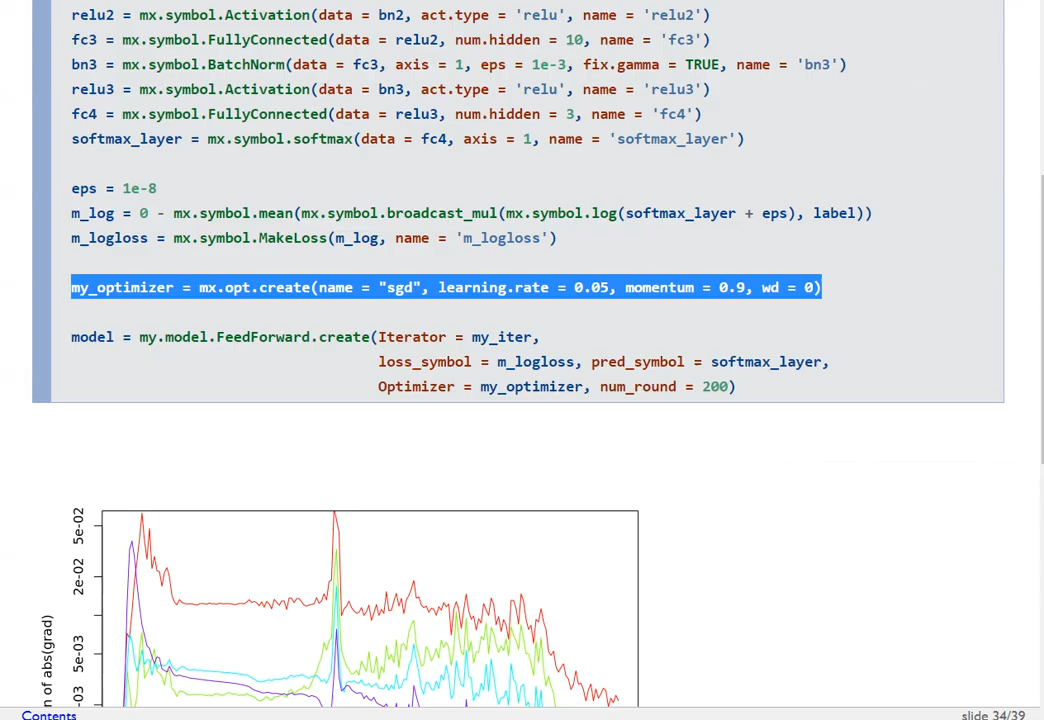 relu2 = mx.symbol.Activation(data = bn2, act.type = 'relu', name = 'relu2')
fc3 = mx.symbol.FullyConnected(data = relu2, num.hidden = 10, name = 'fc3')
bn3 = mx.symbol.BatchNorm(data = fc3, axis = 1, eps = 1e-3, fix.gamma = TRUE, name = 'bn3')
relu3 = mx.symbol.Activation(data = bn3, act.type = 'relu', name = 'relu3')
fc4 = mx.symbol.FullyConnected(data = relu3, num.hidden = 3, name = 'fc4')
softmax_layer = mx.symbol.softmax(data = fc4, axis = 1, name = 'softmax_layer')
eps = 1e-8
m_log = 0 - mx.symbol.mean(mx.symbol.broadcast_mul(mx.symbol.log(softmax_layer + eps), label))
m_logloss = mx.symbol.MakeLoss(m_log, name = 'm_logloss')
my_optimizer = mx.opt.create(name = "sgd", learning.rate = 0.05, momentum = 0.9, wd = 0)
model = my.model.FeedForward.create(Iterator = my_iter,
loss_symbol = m_logloss, pred_symbol = softmax_layer,
Optimizer = my_optimizer, num_round = 200)
5e-02
2e-02
5e-03
-03
of abs(grad)
Contents
slide 34/39